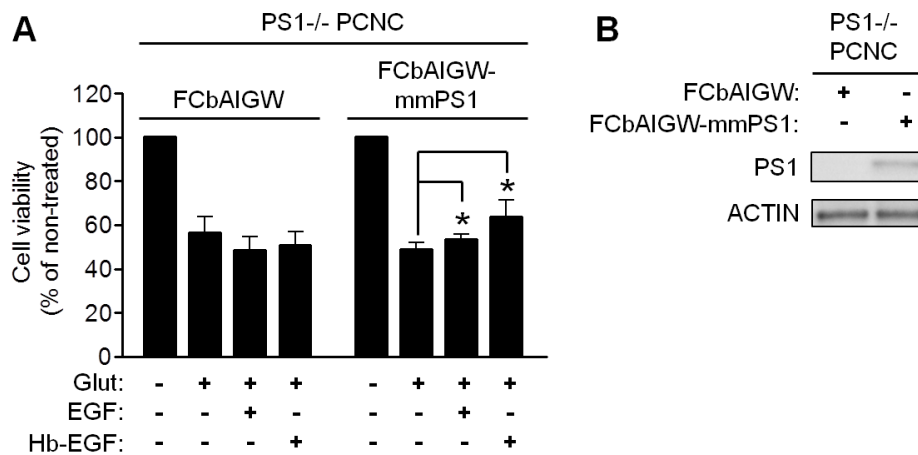 A
PS1-/- PCNC
FCbAIGW
FCbAIGW-
mmPS1
Cell viability
(% of non-treated)
120
100
80
60
40
20
0
* *
Glut: - + + + - + + +
EGF: - - + - - - + -
Hb-EGF: - - - + - - - +
B
PS1-/-
PCNC
FCbAIGW: + -
FCbAIGW-mmPS1: - +
PS1
ACTIN